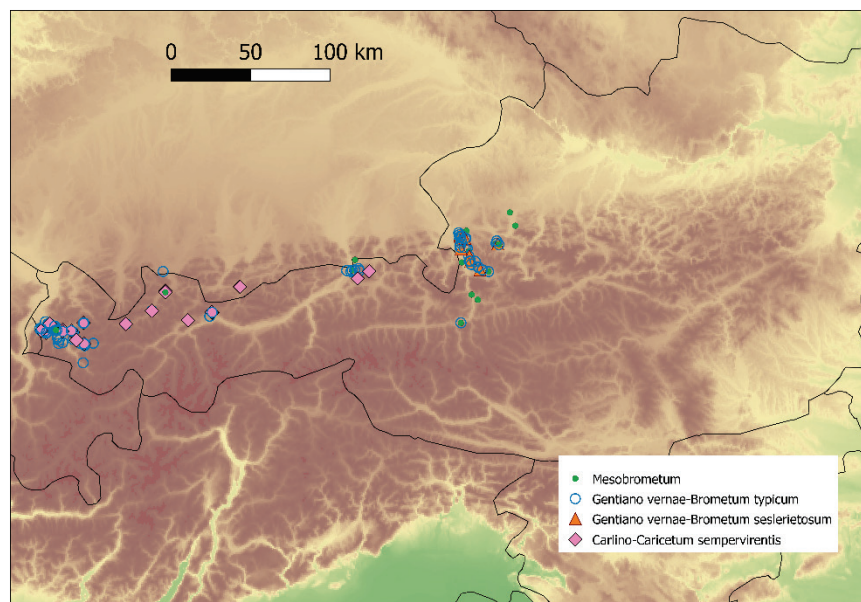 0 50 100 km
Mesobrometum
Gentiano vernae-Brometum typicum
Gentiano vernae-Brometum seslerietosum
Carlino-Caricetum sempervirentis